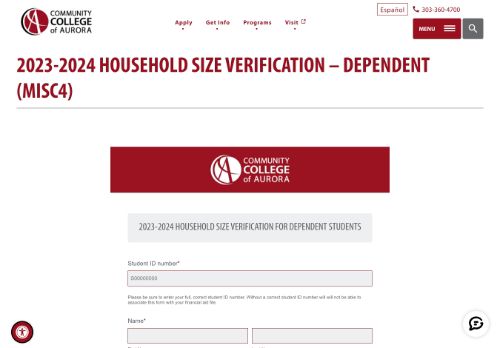 Español
303-360-4700
COMMUNITY
COLLEGE
of AURORA
Apply
Get Info
Programs
Visit
MENU
2023-2024 HOUSEHOLD SIZE VERIFICATION – DEPENDENT
(MISC4)
COMMUNITY
COLLEGE
OF AURORA
2023-2024 HOUSEHOLD SIZE VERIFICATION FOR DEPENDENT STUDENTS
Student ID number*
S00000000
Please be sure to enter your full, correct student ID number. Without a correct student ID number will will not be able to
associate this form with your financial aid file.
Name*